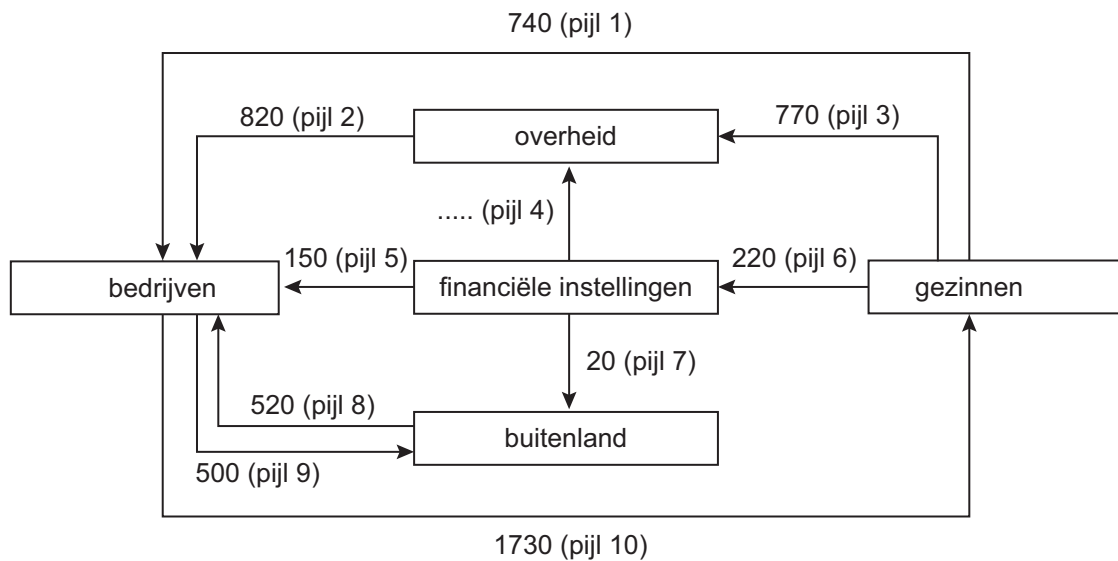 740 (pijl 1)
820 (pijl 2)
overheid
770 (pijl 3)
..... (pijl 4)
bedrijven
150 (pijl 5)
financiële instellingen
220 (pijl 6)
gezinnen
20 (pijl 7)
520 (pijl 8)
buitenland
500 (pijl 9)
1730 (pijl 10)